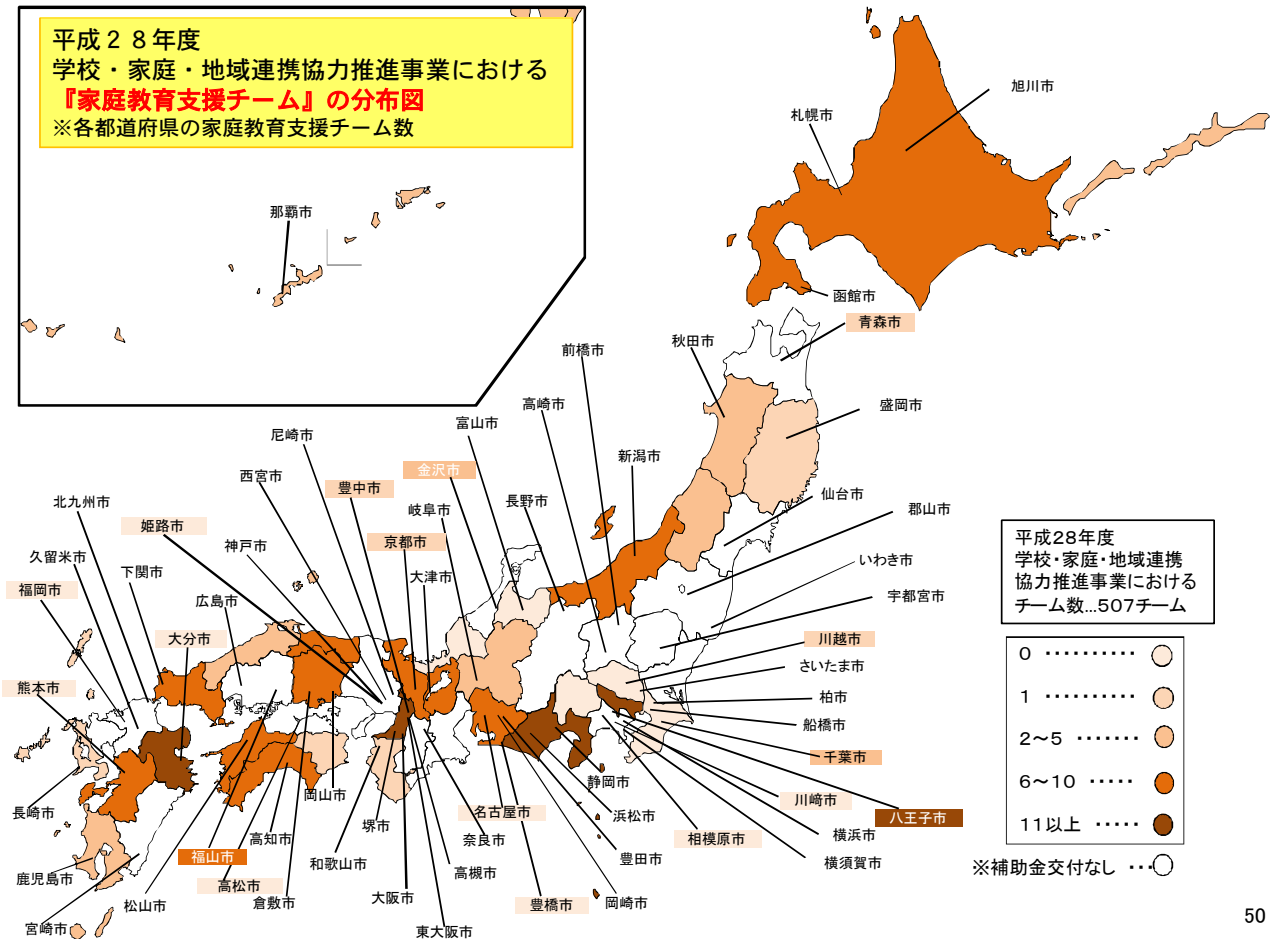 平成２８年度
学校・家庭・地域連携協力推進事業における
『家庭教育支援チーム』の分布図
※各都道府県の家庭教育支援チーム数
旭川市
札幌市
那覇市
函館市
青森市
秋田市
前橋市
高崎市
盛岡市
富山市
尼崎市
新潟市
西宮市
豊中市
金沢市
長野市
仙台市
北九州市
岐阜市
郡山市
姫路市
神戸市
京都市
久留米市
下関市
大津市
いわき市
福岡市
広島市
宇都宮市
大分市
川越市
さいたま市
熊本市
柏市
船橋市
千葉市
静岡市
長崎市
岡山市
名古屋市
浜松市
川崎市
八王子市
堺市
奈良市
相模原市
横浜市
高知市
福山市
和歌山市
豊田市
横須賀市
鹿児島市
高松市
高槻市
松山市
倉敷市
大阪市
豊橋市
岡崎市
宮崎市
東大阪市
平成28年度
学校・家庭・地域連携
協力推進事業における
チーム数…507チーム
0 ‥‥‥‥‥
1 ‥‥‥‥‥
2～5 ‥‥‥‥
6～10 ‥‥‥
11以上 ‥‥‥
※補助金交付なし ‥‥
50